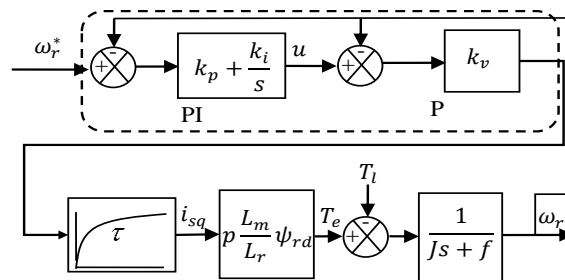 ω_r^*
+ - k_p + k_i/s u + - k_v
PI P
τ i_sq p L_m/L_r ψ_rd T_e + - T_l 1/(Js + f) ω_r